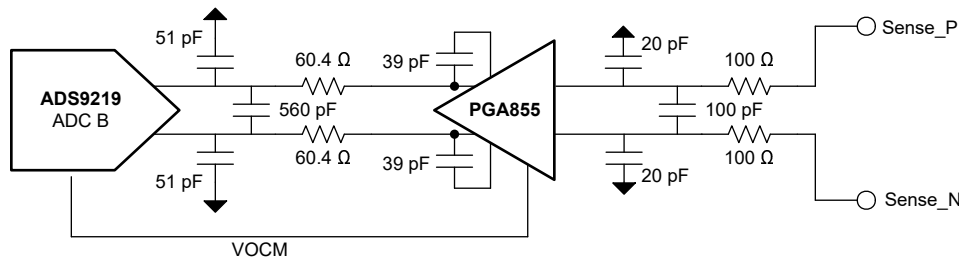 51 pF
60.4 Ω
39 pF
20 pF
100 Ω
Sense_P
ADS9219
ADC B
560 pF
PGA855
100 pF
60.4 Ω
39 pF
100 Ω
51 pF
20 pF
Sense_N
VOCM